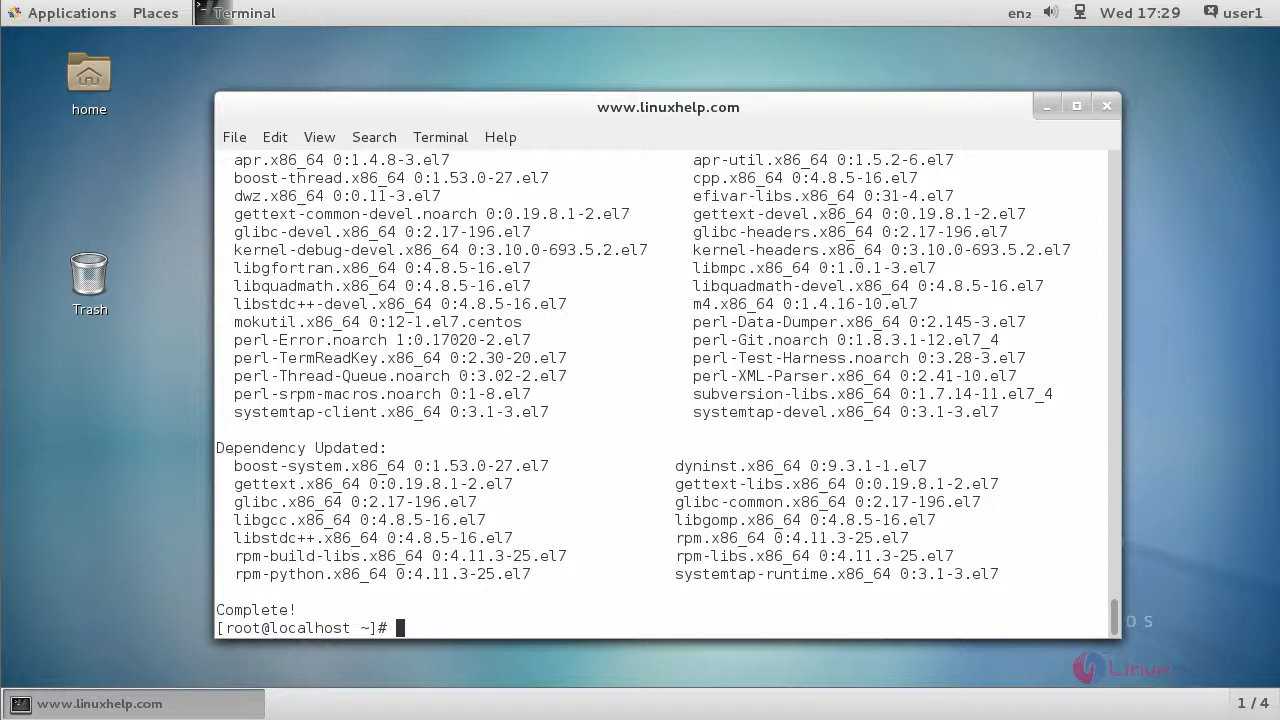 Applications Places Terminal en₂ Wed 17:29 user1
home
Trash
www.linuxhelp.com
File Edit View Search Terminal Help
apr.x86_64 0:1.4.8-3.el7 apr-util.x86_64 0:1.5.2-6.el7
boost-thread.x86_64 0:1.53.0-27.el7 cpp.x86_64 0:4.8.5-16.el7
dwz.x86_64 0:0.11-3.el7 efivar-libs.x86_64 0:31-4.el7
gettext-common-devel.noarch 0:0.19.8.1-2.el7 gettext-devel.x86_64 0:0.19.8.1-2.el7
glibc-devel.x86_64 0:2.17-196.el7 glibc-headers.x86_64 0:2.17-196.el7
kernel-debug-devel.x86_64 0:3.10.0-693.5.2.el7 kernel-headers.x86_64 0:3.10.0-693.5.2.el7
libgfortran.x86_64 0:4.8.5-16.el7 libmpc.x86_64 0:1.0.1-3.el7
libquadmath.x86_64 0:4.8.5-16.el7 libquadmath-devel.x86_64 0:4.8.5-16.el7
libstdc++-devel.x86_64 0:4.8.5-16.el7 m4.x86_64 0:1.4.16-10.el7
mokutil.x86_64 0:12-1.el7.centos perl-Data-Dumper.x86_64 0:2.145-3.el7
perl-Error.noarch 1:0.17020-2.el7 perl-Git.noarch 0:1.8.3.1-12.el7_4
perl-TermReadKey.x86_64 0:2.30-20.el7 perl-Test-Harness.noarch 0:3.28-3.el7
perl-Thread-Queue.noarch 0:3.02-2.el7 perl-XML-Parser.x86_64 0:2.41-10.el7
perl-srpm-macros.noarch 0:1-8.el7 subversion-libs.x86_64 0:1.7.14-11.el7_4
systemtap-client.x86_64 0:3.1-3.el7 systemtap-devel.x86_64 0:3.1-3.el7
Dependency Updated:
boost-system.x86_64 0:1.53.0-27.el7 dyninst.x86_64 0:9.3.1-1.el7
gettext.x86_64 0:0.19.8.1-2.el7 gettext-libs.x86_64 0:0.19.8.1-2.el7
glibc.x86_64 0:2.17-196.el7 glibc-common.x86_64 0:2.17-196.el7
libgcc.x86_64 0:4.8.5-16.el7 libgomp.x86_64 0:4.8.5-16.el7
libstdc++.x86_64 0:4.8.5-16.el7 rpm.x86_64 0:4.11.3-25.el7
rpm-build-libs.x86_64 0:4.11.3-25.el7 rpm-libs.x86_64 0:4.11.3-25.el7
rpm-python.x86_64 0:4.11.3-25.el7 systemtap-runtime.x86_64 0:3.1-3.el7
Complete!
[root@localhost ~]#
OS
www.linuxhelp.com 1 / 4